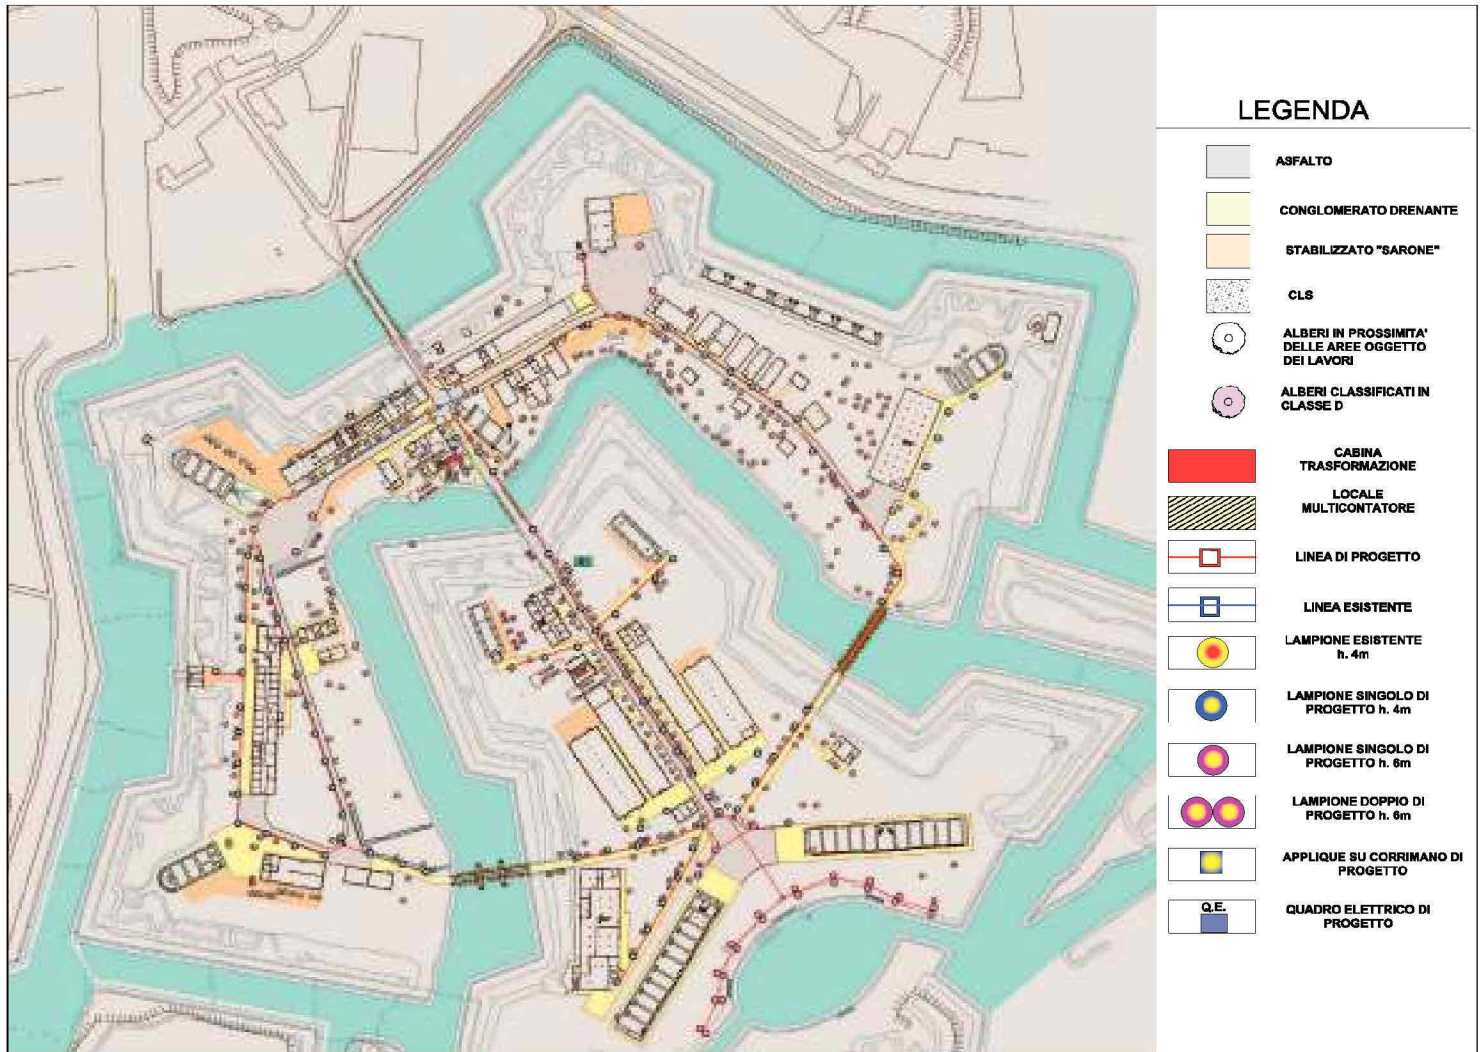 LEGENDA
ASFALTO
CONGLOMERATO DRENANTE
STABILIZZATO "SARONE"
CLS
ALBERI IN PROSSIMITA'
DELLE AREE OGGETTO
DEI LAVORI
ALBERI CLASSIFICATI IN
CLASSE D
CABINA
TRASFORMAZIONE
LOCALE
MULTICONTATORE
LINEA DI PROGETTO
LINEA ESISTENTE
LAMPIONE ESISTENTE
h. 4m
LAMPIONE SINGOLO DI
PROGETTO h. 4m
LAMPIONE SINGOLO DI
PROGETTO h. 6m
LAMPIONE DOPPIO DI
PROGETTO h. 6m
APPLIQUE SU CORRIMANO DI
PROGETTO
Q.E.
QUADRO ELETTRICO DI
PROGETTO